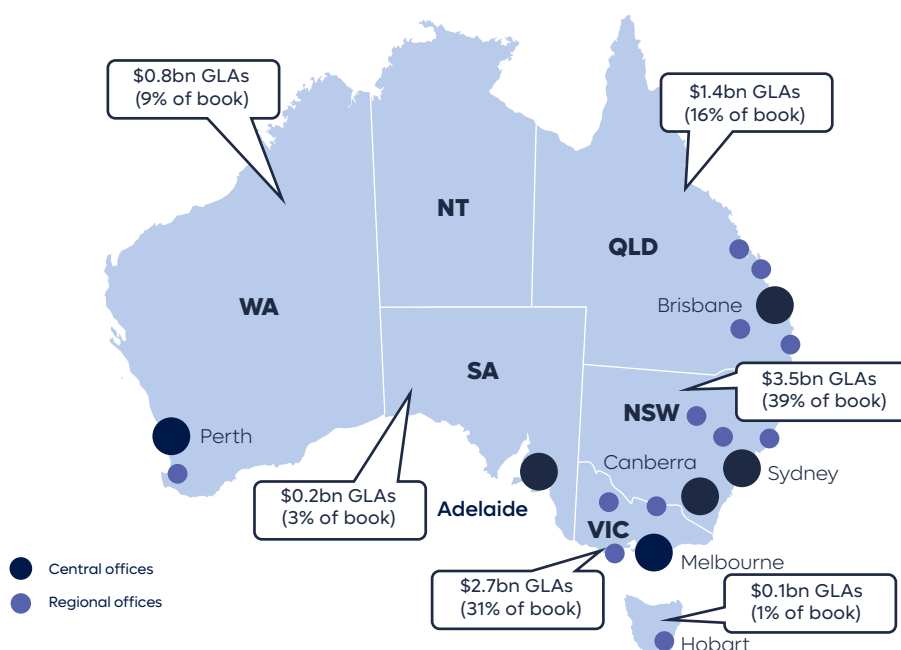 $0.8bn GLAs
(9% of book)
$1.4bn GLAs
(16% of book)
NT
QLD
WA
Brisbane
SA
$3.5bn GLAs
(39% of book)
NSW
Perth
Canberra
Sydney
$0.2bn GLAs
(3% of book)
Adelaide
VIC
Melbourne
Central offices
Regional offices
$2.7bn GLAs
(31% of book)
$0.1bn GLAs
(1% of book)
Hobart